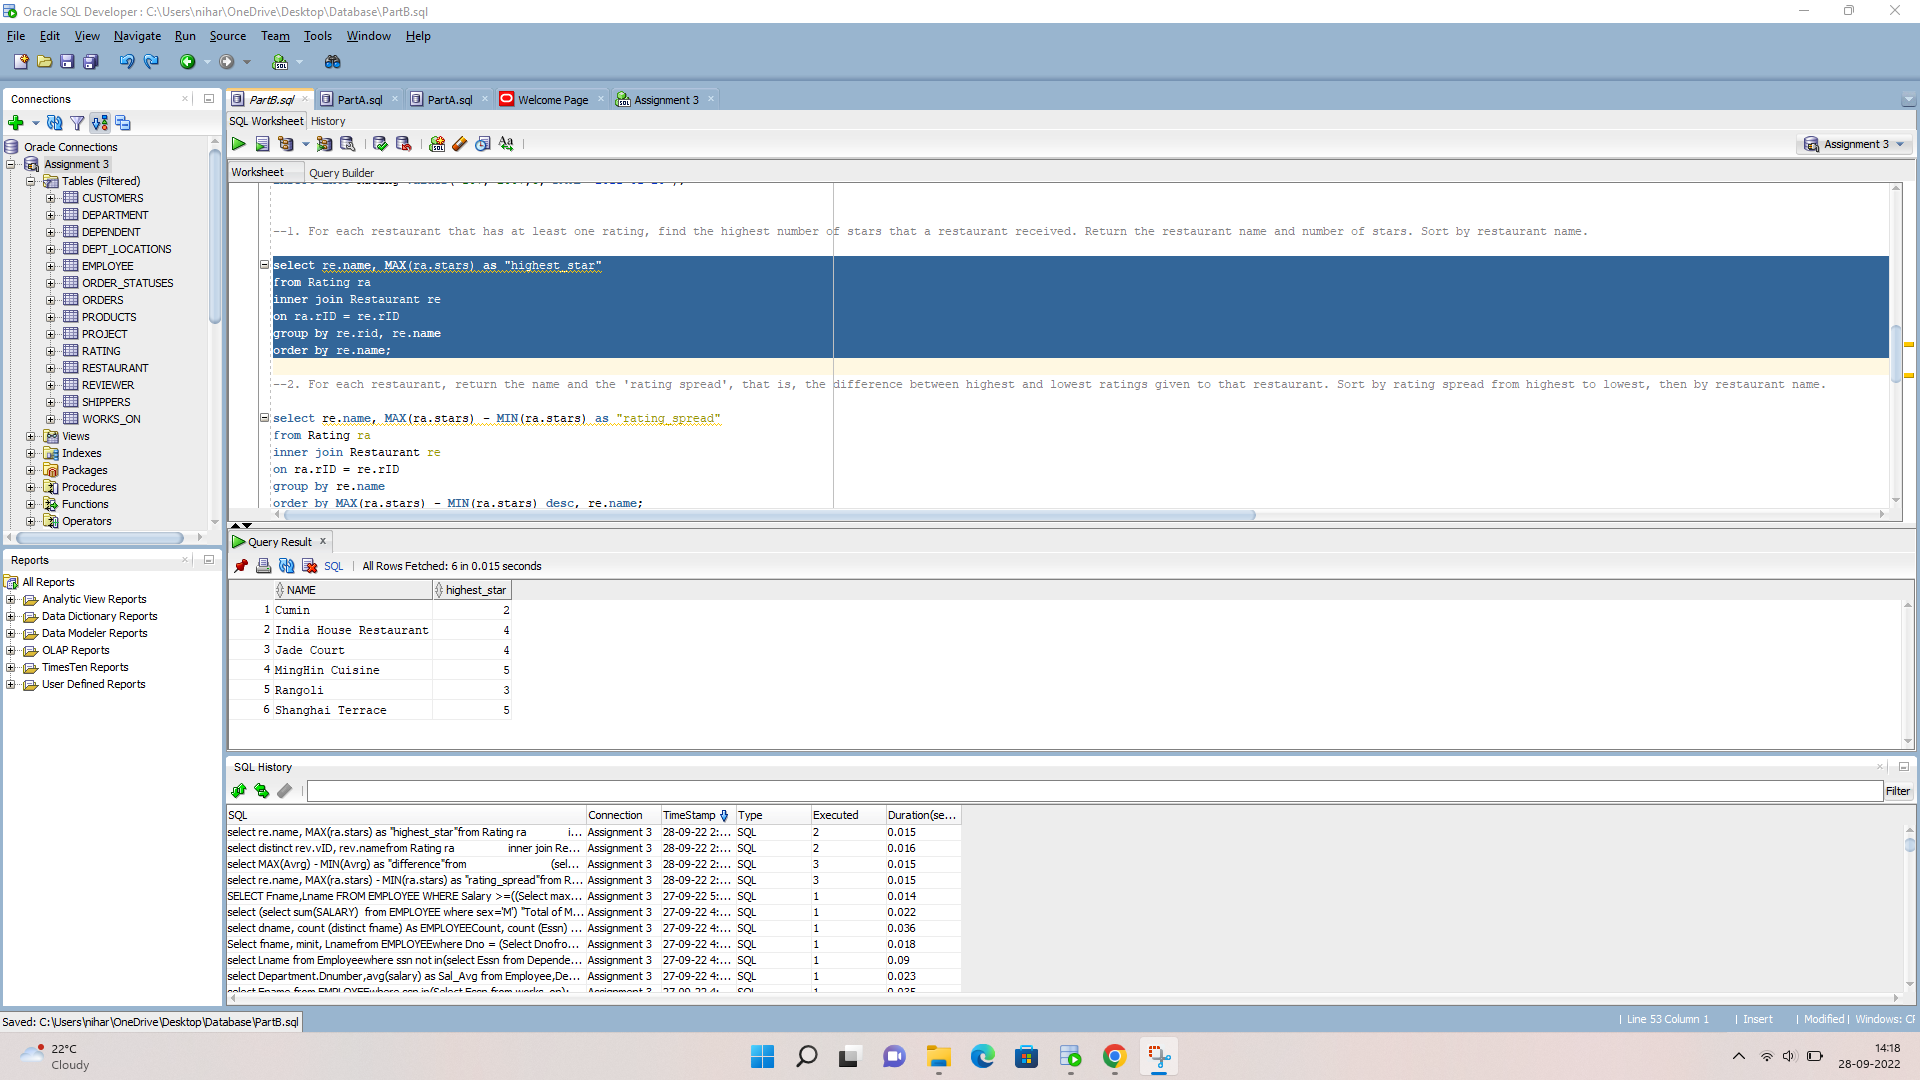 Oracle SQL Developer : C:\Users\nihar\OneDrive\Desktop\Database\PartB.sql
File Edit View Navigate Run Source Team Tools Window Help
Connections
Oracle Connections
Assignment 3
Tables (Filtered)
CUSTOMERS
DEPARTMENT
DEPENDENT
DEPT_LOCATIONS
EMPLOYEE
ORDER_STATUSES
ORDERS
PRODUCTS
PROJECT
RATING
RESTAURANT
REVIEWER
SHIPPERS
WORKS_ON
Views
Indexes
Packages
Procedures
Functions
Operators
Reports
All Reports
Analytic View Reports
Data Dictionary Reports
Data Modeler Reports
OLAP Reports
TimesTen Reports
User Defined Reports
PartB.sql PartA.sql PartA.sql Welcome Page Assignment 3
SQL Worksheet History
Assignment 3
Worksheet Query Builder
--1. For each restaurant that has at least one rating, find the highest number of stars that a restaurant received. Return the restaurant name and number of stars. Sort by restaurant name.
select re.name, MAX(ra.stars) as "highest_star"
from Rating ra
inner join Restaurant re
on ra.rID = re.rID
group by re.rid, re.name
order by re.name;
--2. For each restaurant, return the name and the 'rating spread', that is, the difference between highest and lowest ratings given to that restaurant. Sort by rating spread from highest to lowest, then by restaurant name.
select re.name, MAX(ra.stars) - MIN(ra.stars) as "rating_spread"
from Rating ra
inner join Restaurant re
on ra.rID = re.rID
group by re.name
order by MAX(ra.stars) - MIN(ra.stars) desc, re.name;
Query Result
SQL | All Rows Fetched: 6 in 0.015 seconds
NAME highest_star
1 Cumin 2
2 India House Restaurant 4
3 Jade Court 4
4 MingHin Cuisine 5
5 Rangoli 3
6 Shanghai Terrace 5
SQL History
Filter
SQL Connection TimeStamp Type Executed Duration(se...
select re.name, MAX(ra.stars) as "highest_star"from Rating ra i... Assignment 3 28-09-22 2:... SQL 2 0.015
select distinct rev.vID, rev.namefrom Rating ra inner join Re... Assignment 3 28-09-22 2:... SQL 2 0.016
select MAX(Avrg) - MIN(Avrg) as "difference"from (sel... Assignment 3 28-09-22 2:... SQL 3 0.015
select re.name, MAX(ra.stars) - MIN(ra.stars) as "rating_spread"from R... Assignment 3 28-09-22 2:... SQL 3 0.015
SELECT Fname,Lname FROM EMPLOYEE WHERE Salary >=((Select max... Assignment 3 27-09-22 5:... SQL 1 0.014
select (select sum(SALARY) from EMPLOYEE where sex='M') "Total of M... Assignment 3 27-09-22 4:... SQL 1 0.022
select dname, count (distinct fname) As EMPLOYEECount, count (Essn) ... Assignment 3 27-09-22 4:... SQL 1 0.036
Select fname, minit, Lnamefrom EMPLOYEEwhere Dno = (Select Dnofro... Assignment 3 27-09-22 4:... SQL 1 0.018
select Lname from Employeewhere ssn not in(select Essn from Depende... Assignment 3 27-09-22 4:... SQL 1 0.09
select Department.Dnumber,avg(salary) as Sal_Avg from Employee,De... Assignment 3 27-09-22 4:... SQL 1 0.023
select Fname from EMPLOYEEwhere ssn in(Select Essn from works_on); Assignment 3 27-09-22 4:... SQL 1 0.035
Saved: C:\Users\nihar\OneDrive\Desktop\Database\PartB.sql
| Line 53 Column 1 | Insert | Modified | Windows: CF
22°C
Cloudy
14:18
28-09-2022